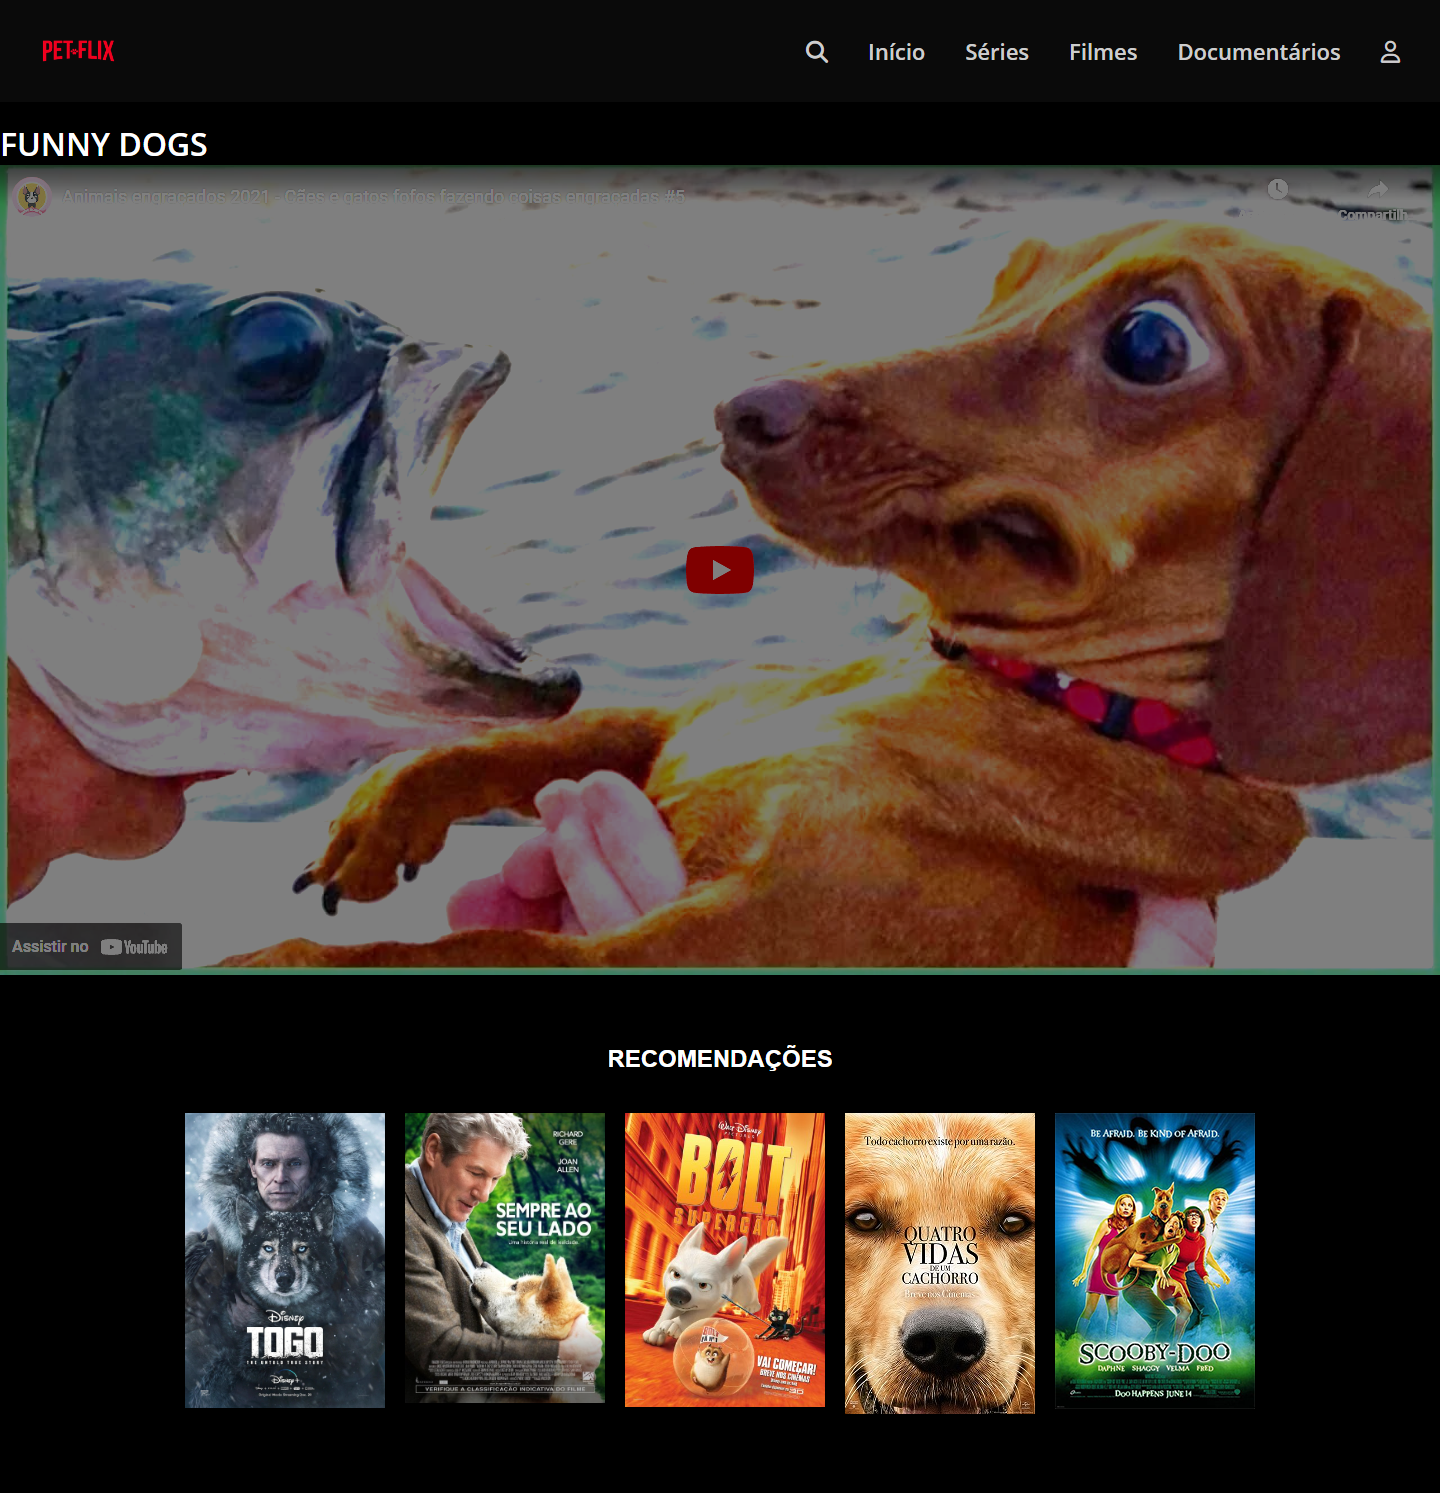 PET-FLIX
Início
Séries
Filmes
Documentários
FUNNY DOGS
Animais engraçados 2021 - Cães e gatos fofos fazendo coisas engraçadas #5
Compartilh
Assistir no YouTube
RECOMENDAÇÕES
DISNEY
TOGO
THE UNTOLD TRUE STORY
Disney+
RICHARD
GERE
JOAN
ALLEN
SEMPRE AO
SEU LADO
Uma história real de lealdade.
VERIFIQUE A CLASSIFICAÇÃO INDICATIVA DO FILME
WALT DISNEY
PICTURES
BOLT
SUPERCÃO
VAI COMEÇAR!
BREVE NOS CINEMAS
Todo cachorro existe por uma razão.
QUATRO
VIDAS
DE UM
CACHORRO
Breve nos Cinemas
BE AFRAID. BE KIND OF AFRAID.
SCOOBY-DOO
DAPHNE SHAGGY VELMA FRED
DOO HAPPENS JUNE 14